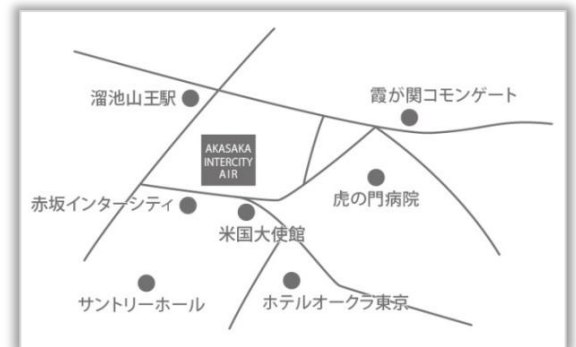 溜池山王駅
霞が関コモンゲート
AKASAKA
INTERCITY
AIR
虎の門病院
赤坂インターシティ
米国大使館
サントリーホール
ホテルオークラ東京